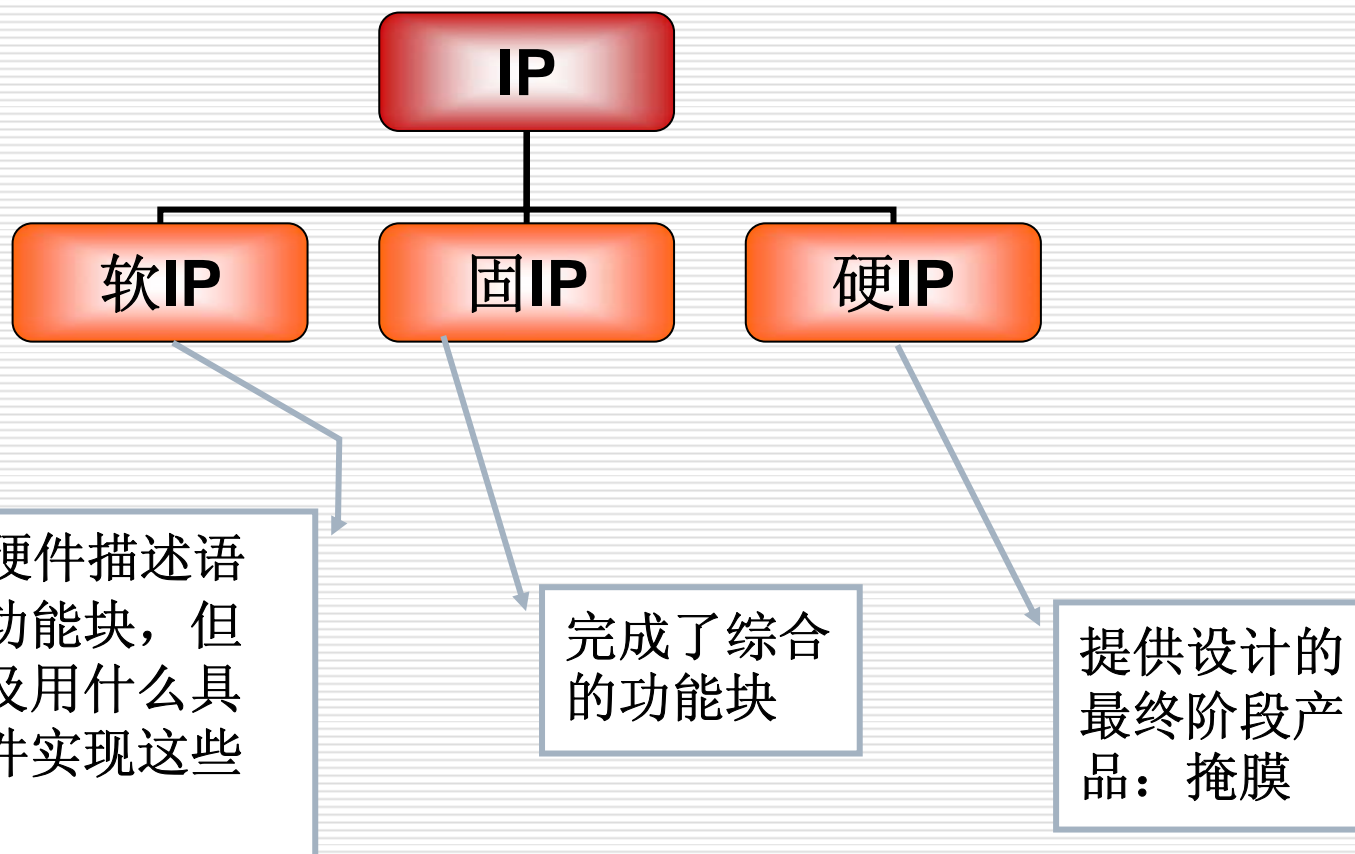 IP
软IP
固IP
硬IP
硬件描述语
功能块，但
及用什么具
件实现这些
完成了综合
的功能块
提供设计的
最终阶段产
品：掩膜